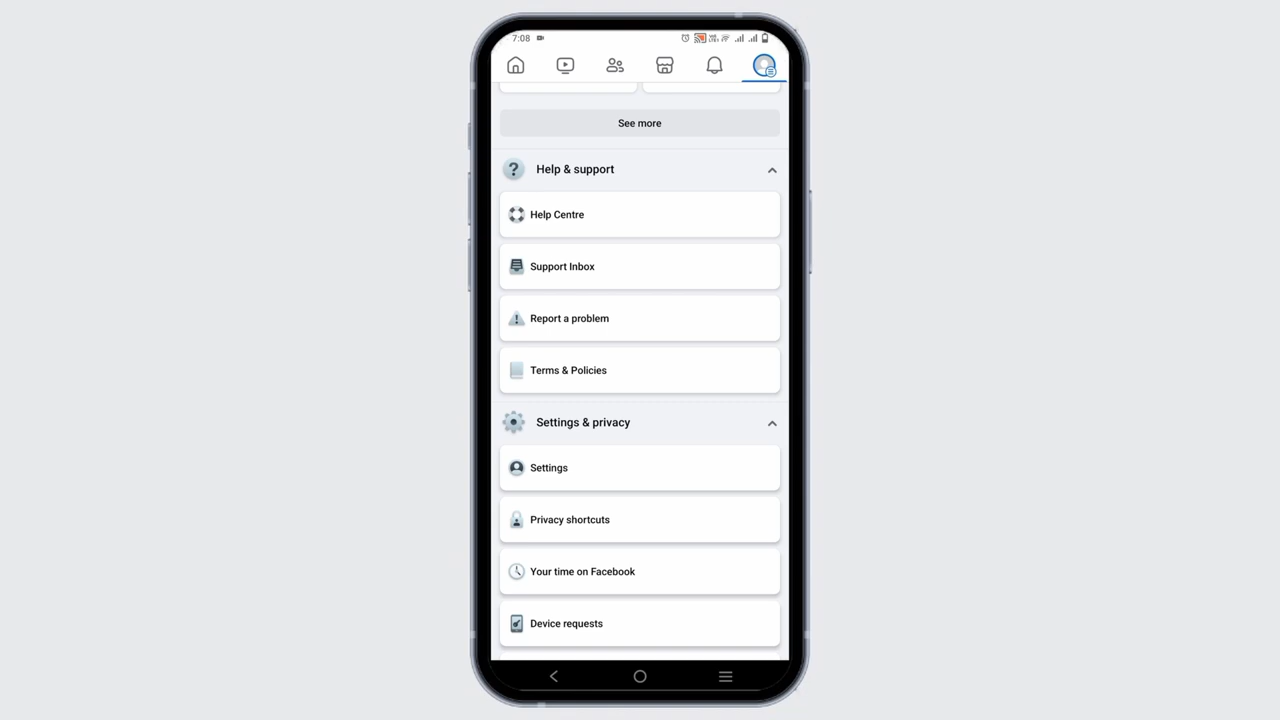 7:08
See more
Help & support
Help Centre
Support Inbox
Report a problem
Terms & Policies
Settings & privacy
Settings
Privacy shortcuts
Your time on Facebook
Device requests